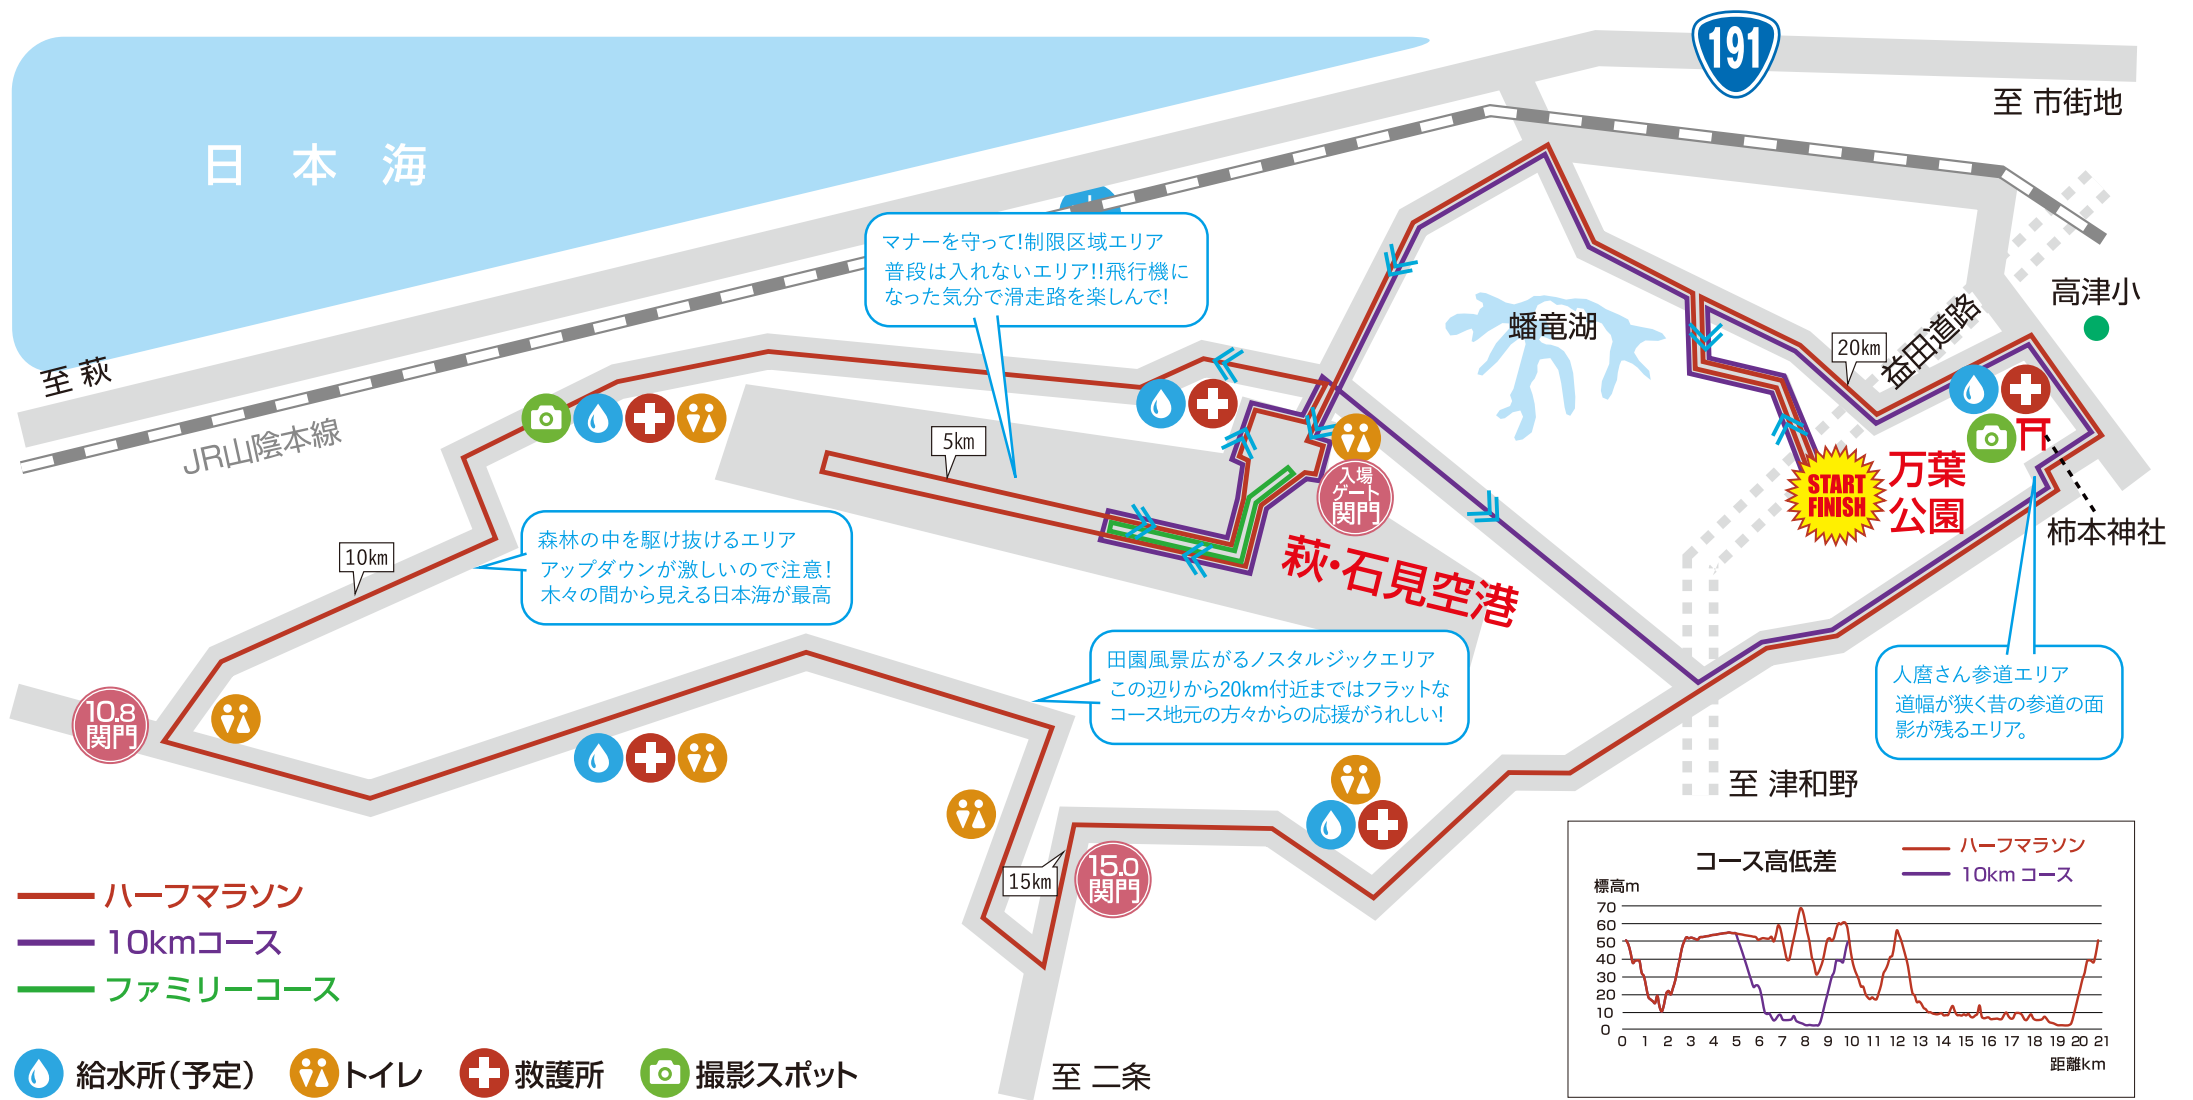 191
至 市街地
日本海
マナーを守って!制限区域エリア
普段は入れないエリア!!飛行機に
なった気分で滑走路を楽しんで!
高津小
益田道路
蟠竜湖
20km
至 萩
JR山陰本線
5km
入場
ゲート
関門
START
FINISH
万葉
公園
柿本神社
萩・石見空港
森林の中を駆け抜けるエリア
アップダウンが激しいので注意!
木々の間から見える日本海が最高
10km
田園風景広がるノスタルジックエリア
この辺りから20km付近まではフラットな
コース地元の方々からの応援がうれしい!
人麿さん参道エリア
道幅が狭く昔の参道の面
影が残るエリア。
10.8
関門
至 津和野
15km
15.0
関門
至 二条
ハーフマラソン
10kmコース
ファミリーコース
給水所(予定)
トイレ
救護所
撮影スポット
コース高低差
ハーフマラソン
10km コース
標高m
70
60
50
40
30
20
10
0
0 1 2 3 4 5 6 7 8 9 10 11 12 13 14 15 16 17 18 19 20 21
距離km